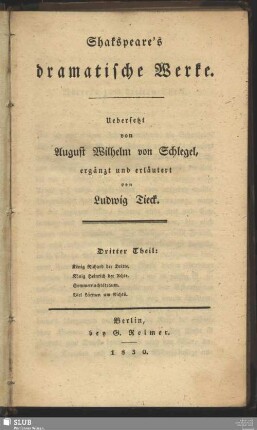 Shakspeare's
dramatische Werke.
Uebersetzt
von
August Wilhelm von Schlegel,
ergänzt und erläutert
von
Ludwig Tieck.
Dritter Theil:
König Richard der Dritte.
König Heinrich der Achte.
Sommernachtstraum.
Viel Lärmen um Nichts.
Berlin,
bey G. Reimer.
1830.
SLUB